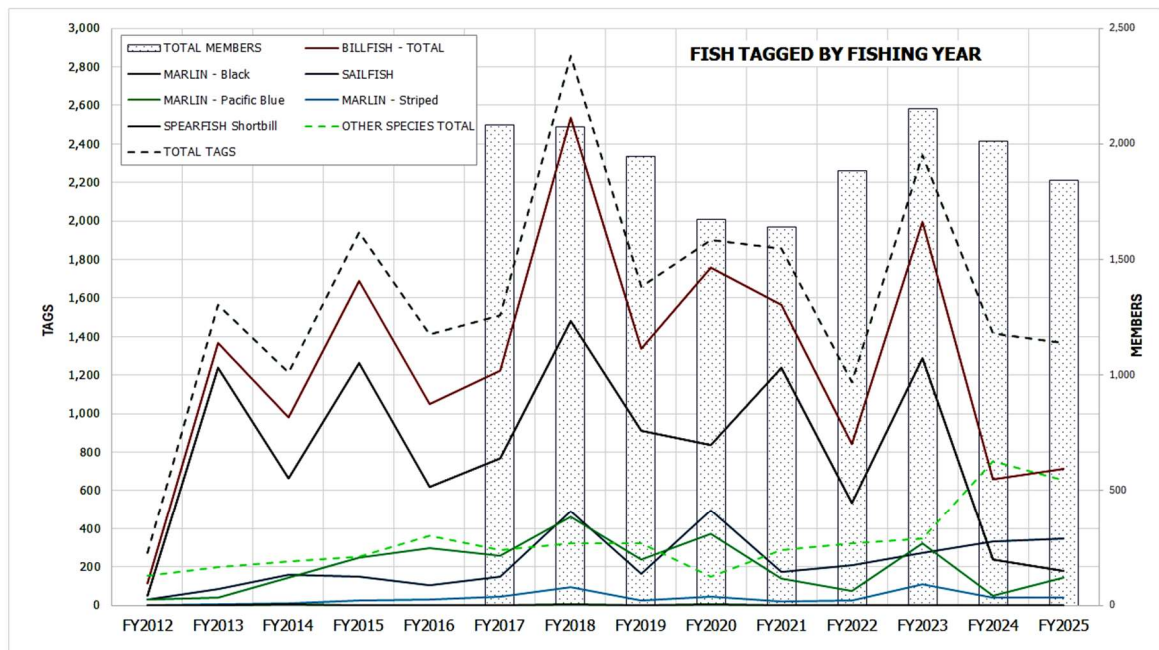 FISH TAGGED BY FISHING YEAR
TOTAL MEMBERS BILLFISH - TOTAL
MARLIN - Black SAILFISH
MARLIN - Pacific Blue MARLIN - Striped
SPEARFISH Shortbill OTHER SPECIES TOTAL
TOTAL TAGS
3,000
2,800
2,600
2,400
2,200
2,000
1,800
1,600
1,400
1,200
1,000
800
600
400
200
0
TAGS
2,500
2,000
1,500
1,000
500
0
MEMBERS
FY2012 FY2013 FY2014 FY2015 FY2016 FY2017 FY2018 FY2019 FY2020 FY2021 FY2022 FY2023 FY2024 FY2025